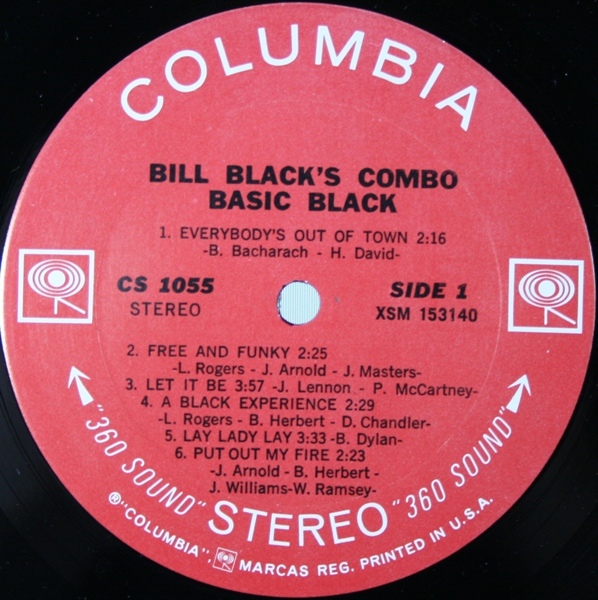 COLUMBIA
BILL BLACK'S COMBO
BASIC BLACK
1. EVERYBODY'S OUT OF TOWN 2:16
-B. Bacharach - H. David-
CS 1055
STEREO
SIDE 1
XSM 153140
2. FREE AND FUNKY 2:25
-L. Rogers - J. Arnold - J. Masters-
3. LET IT BE 3:57 -J. Lennon - P. McCartney-
4. A BLACK EXPERIENCE 2:29
-L. Rogers - B. Herbert - D. Chandler-
5. LAY LADY LAY 3:33 -B. Dylan-
6. PUT OUT MY FIRE 2:23
-J. Arnold - B. Herbert -
J. Williams-W. Ramsey-
"360 SOUND" STEREO "360 SOUND"
®"COLUMBIA", MARCAS REG. PRINTED IN U.S.A.